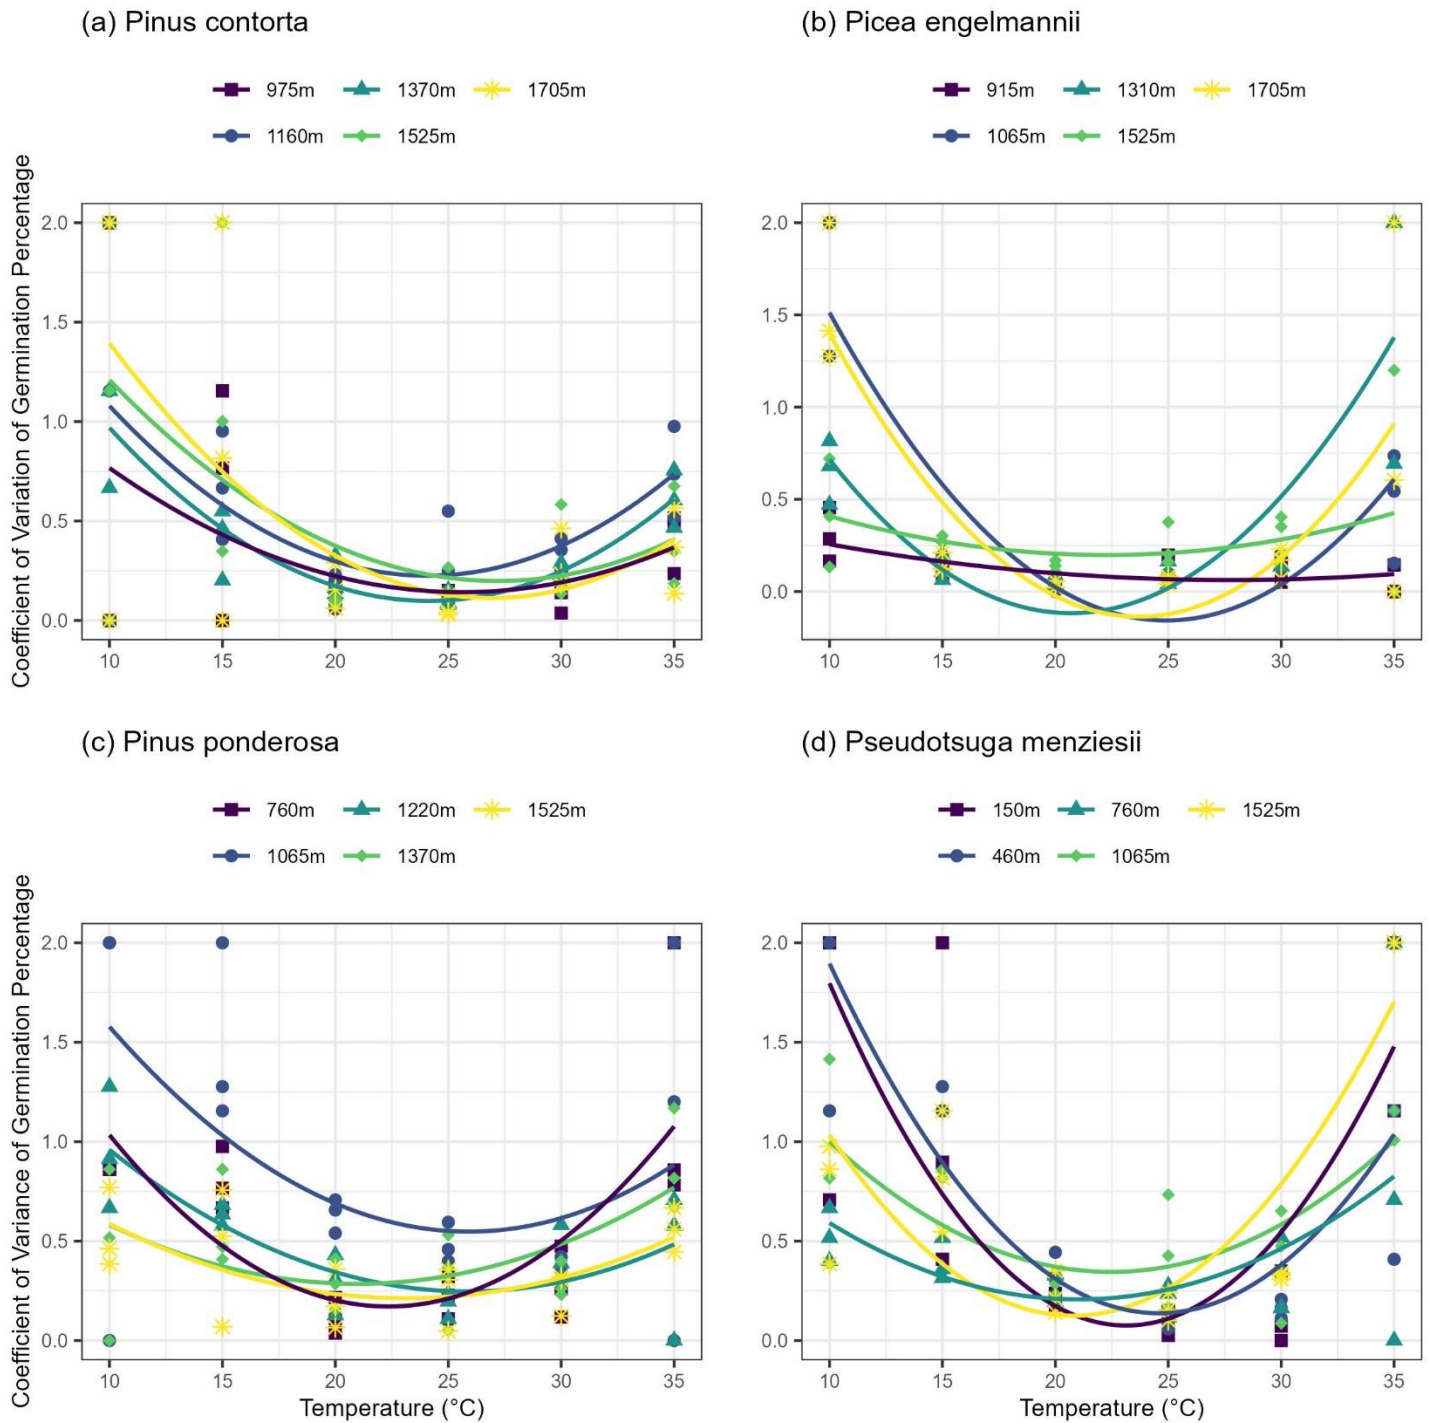 (a) Pinus contorta
975m 1370m 1705m
1160m 1525m
Coefficient of Variation of Germination Percentage
2.0
1.5
1.0
0.5
0.0
10 15 20 25 30 35
(b) Picea engelmannii
915m 1310m 1705m
1065m 1525m
2.0
1.5
1.0
0.5
0.0
10 15 20 25 30 35
(c) Pinus ponderosa
760m 1220m 1525m
1065m 1370m
Coefficient of Variance of Germination Percentage
2.0
1.5
1.0
0.5
0.0
10 15 20 25 30 35
Temperature (°C)
(d) Pseudotsuga menziesii
150m 760m 1525m
460m 1065m
2.0
1.5
1.0
0.5
0.0
10 15 20 25 30 35
Temperature (°C)